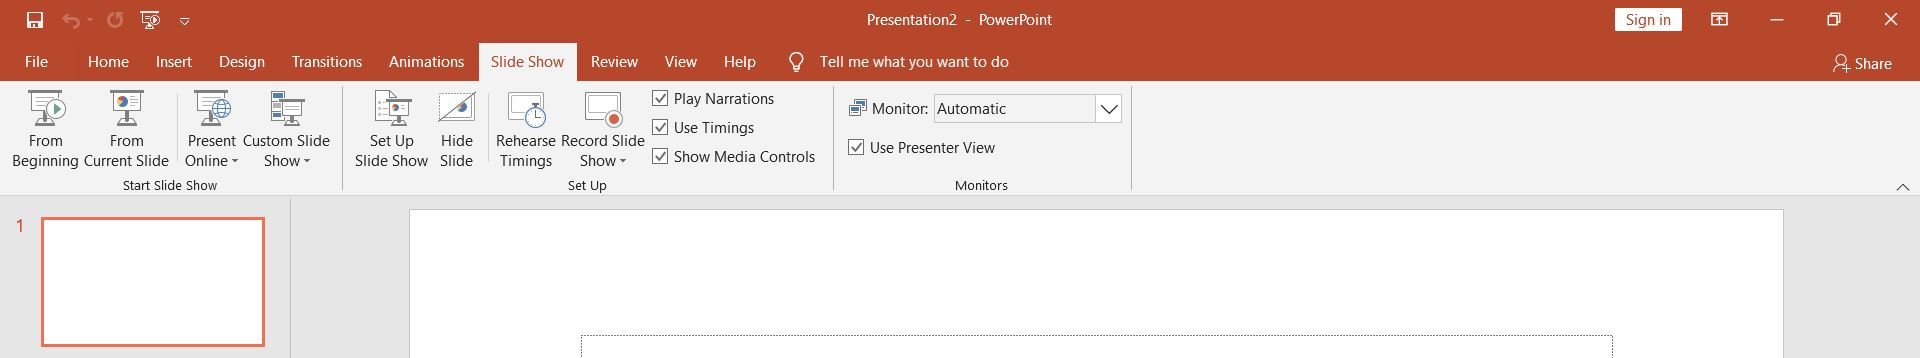 Presentation2 - PowerPoint
Sign in
File Home Insert Design Transitions Animations Slide Show Review View Help Tell me what you want to do Share
From Beginning
From Current Slide
Present Online
Custom Slide Show
Start Slide Show
Set Up Slide Show
Hide Slide
Rehearse Timings
Record Slide Show
Play Narrations
Use Timings
Show Media Controls
Set Up
Monitor: Automatic
Use Presenter View
Monitors
1